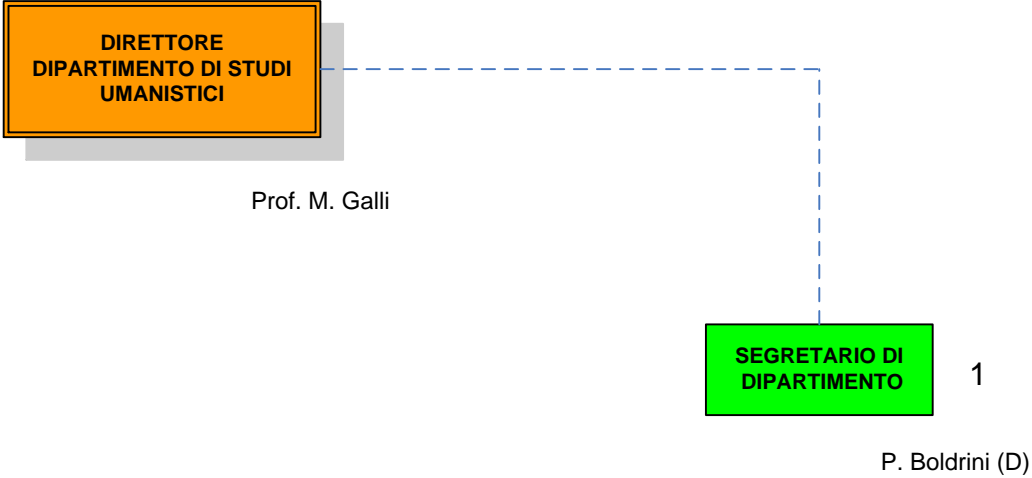 DIRETTORE
DIPARTIMENTO DI STUDI
UMANISTICI
Prof. M. Galli
SEGRETARIO DI
DIPARTIMENTO
1
P. Boldrini (D)